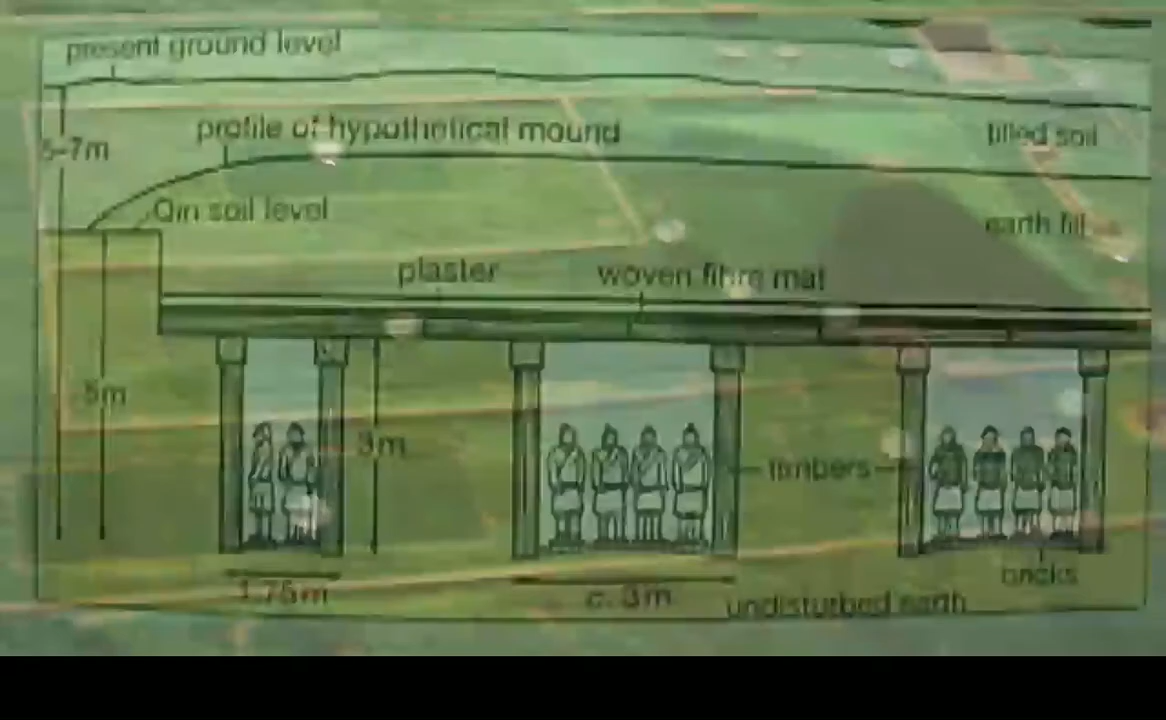 present ground level
5-7m
profile of hypothetical mound
tilled soil
Qin soil level
earth fill
plaster
woven fibre mat
5m
3m
timbers
1.75m
c. 3m
bricks
undisturbed earth